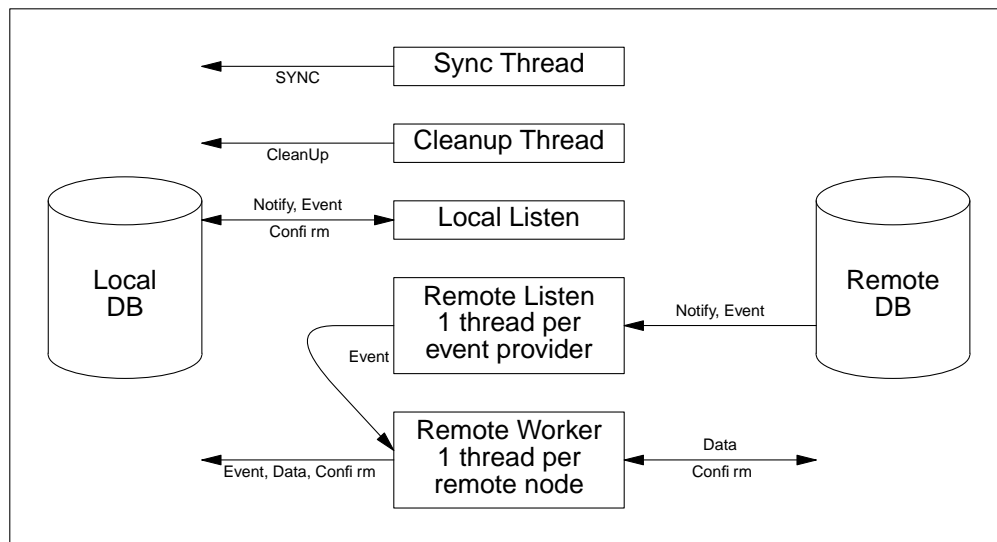 Sync Thread
SYNC
Cleanup Thread
CleanUp
Notify, Event
Confi rm
Local Listen
Local
DB
Remote Listen
1 thread per
event provider
Notify, Event
Remote
DB
Event
Remote Worker
1 thread per
remote node
Event, Data, Confi rm
Data
Confi rm